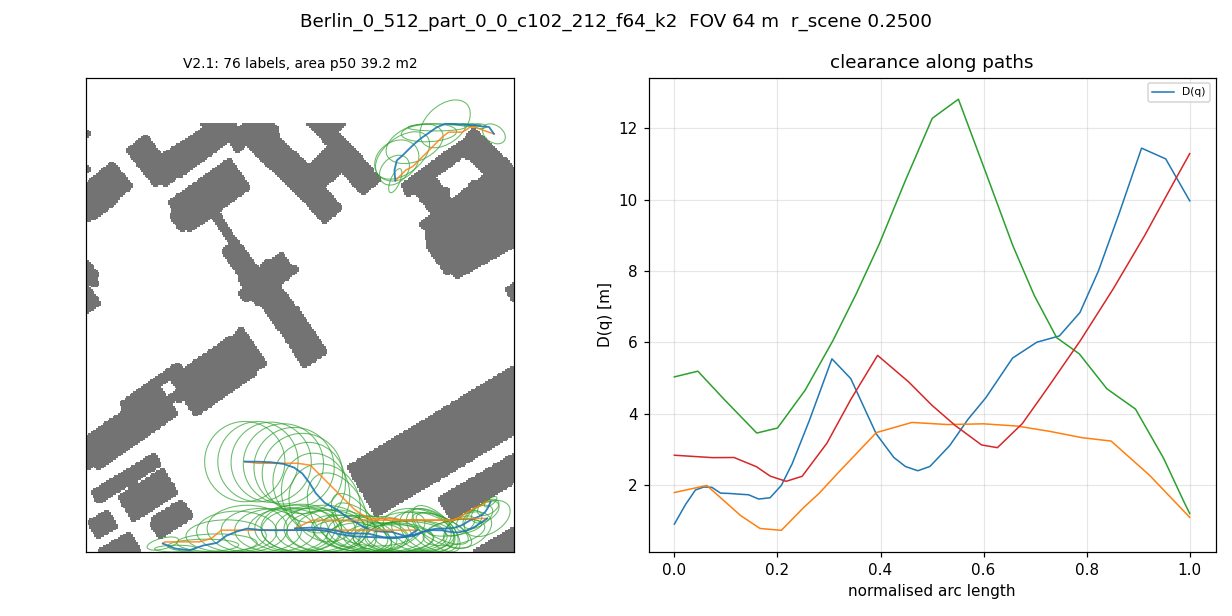 Berlin_0_512_part_0_0_c102_212_f64_k2  FOV 64 m  r_scene 0.2500
V2.1: 76 labels, area p50 39.2 m2
clearance along paths
D(q)
12
10
8
6
4
2
D(q) [m]
0.0 0.2 0.4 0.6 0.8 1.0
normalised arc length